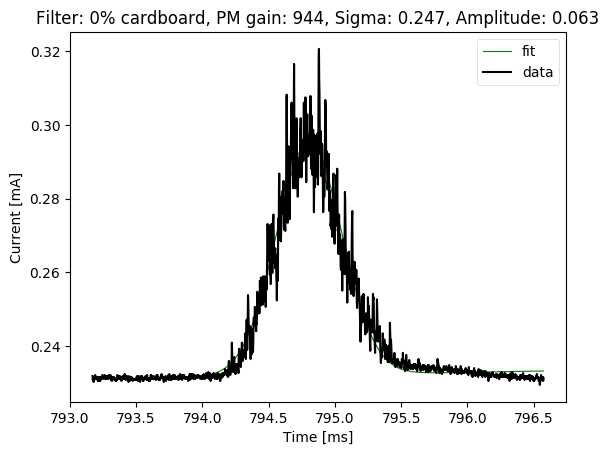 Filter: 0% cardboard, PM gain: 944, Sigma: 0.247, Amplitude: 0.063
0.32
fit
data
0.30
0.28
0.26
0.24
Current [mA]
793.0 793.5 794.0 794.5 795.0 795.5 796.0 796.5
Time [ms]